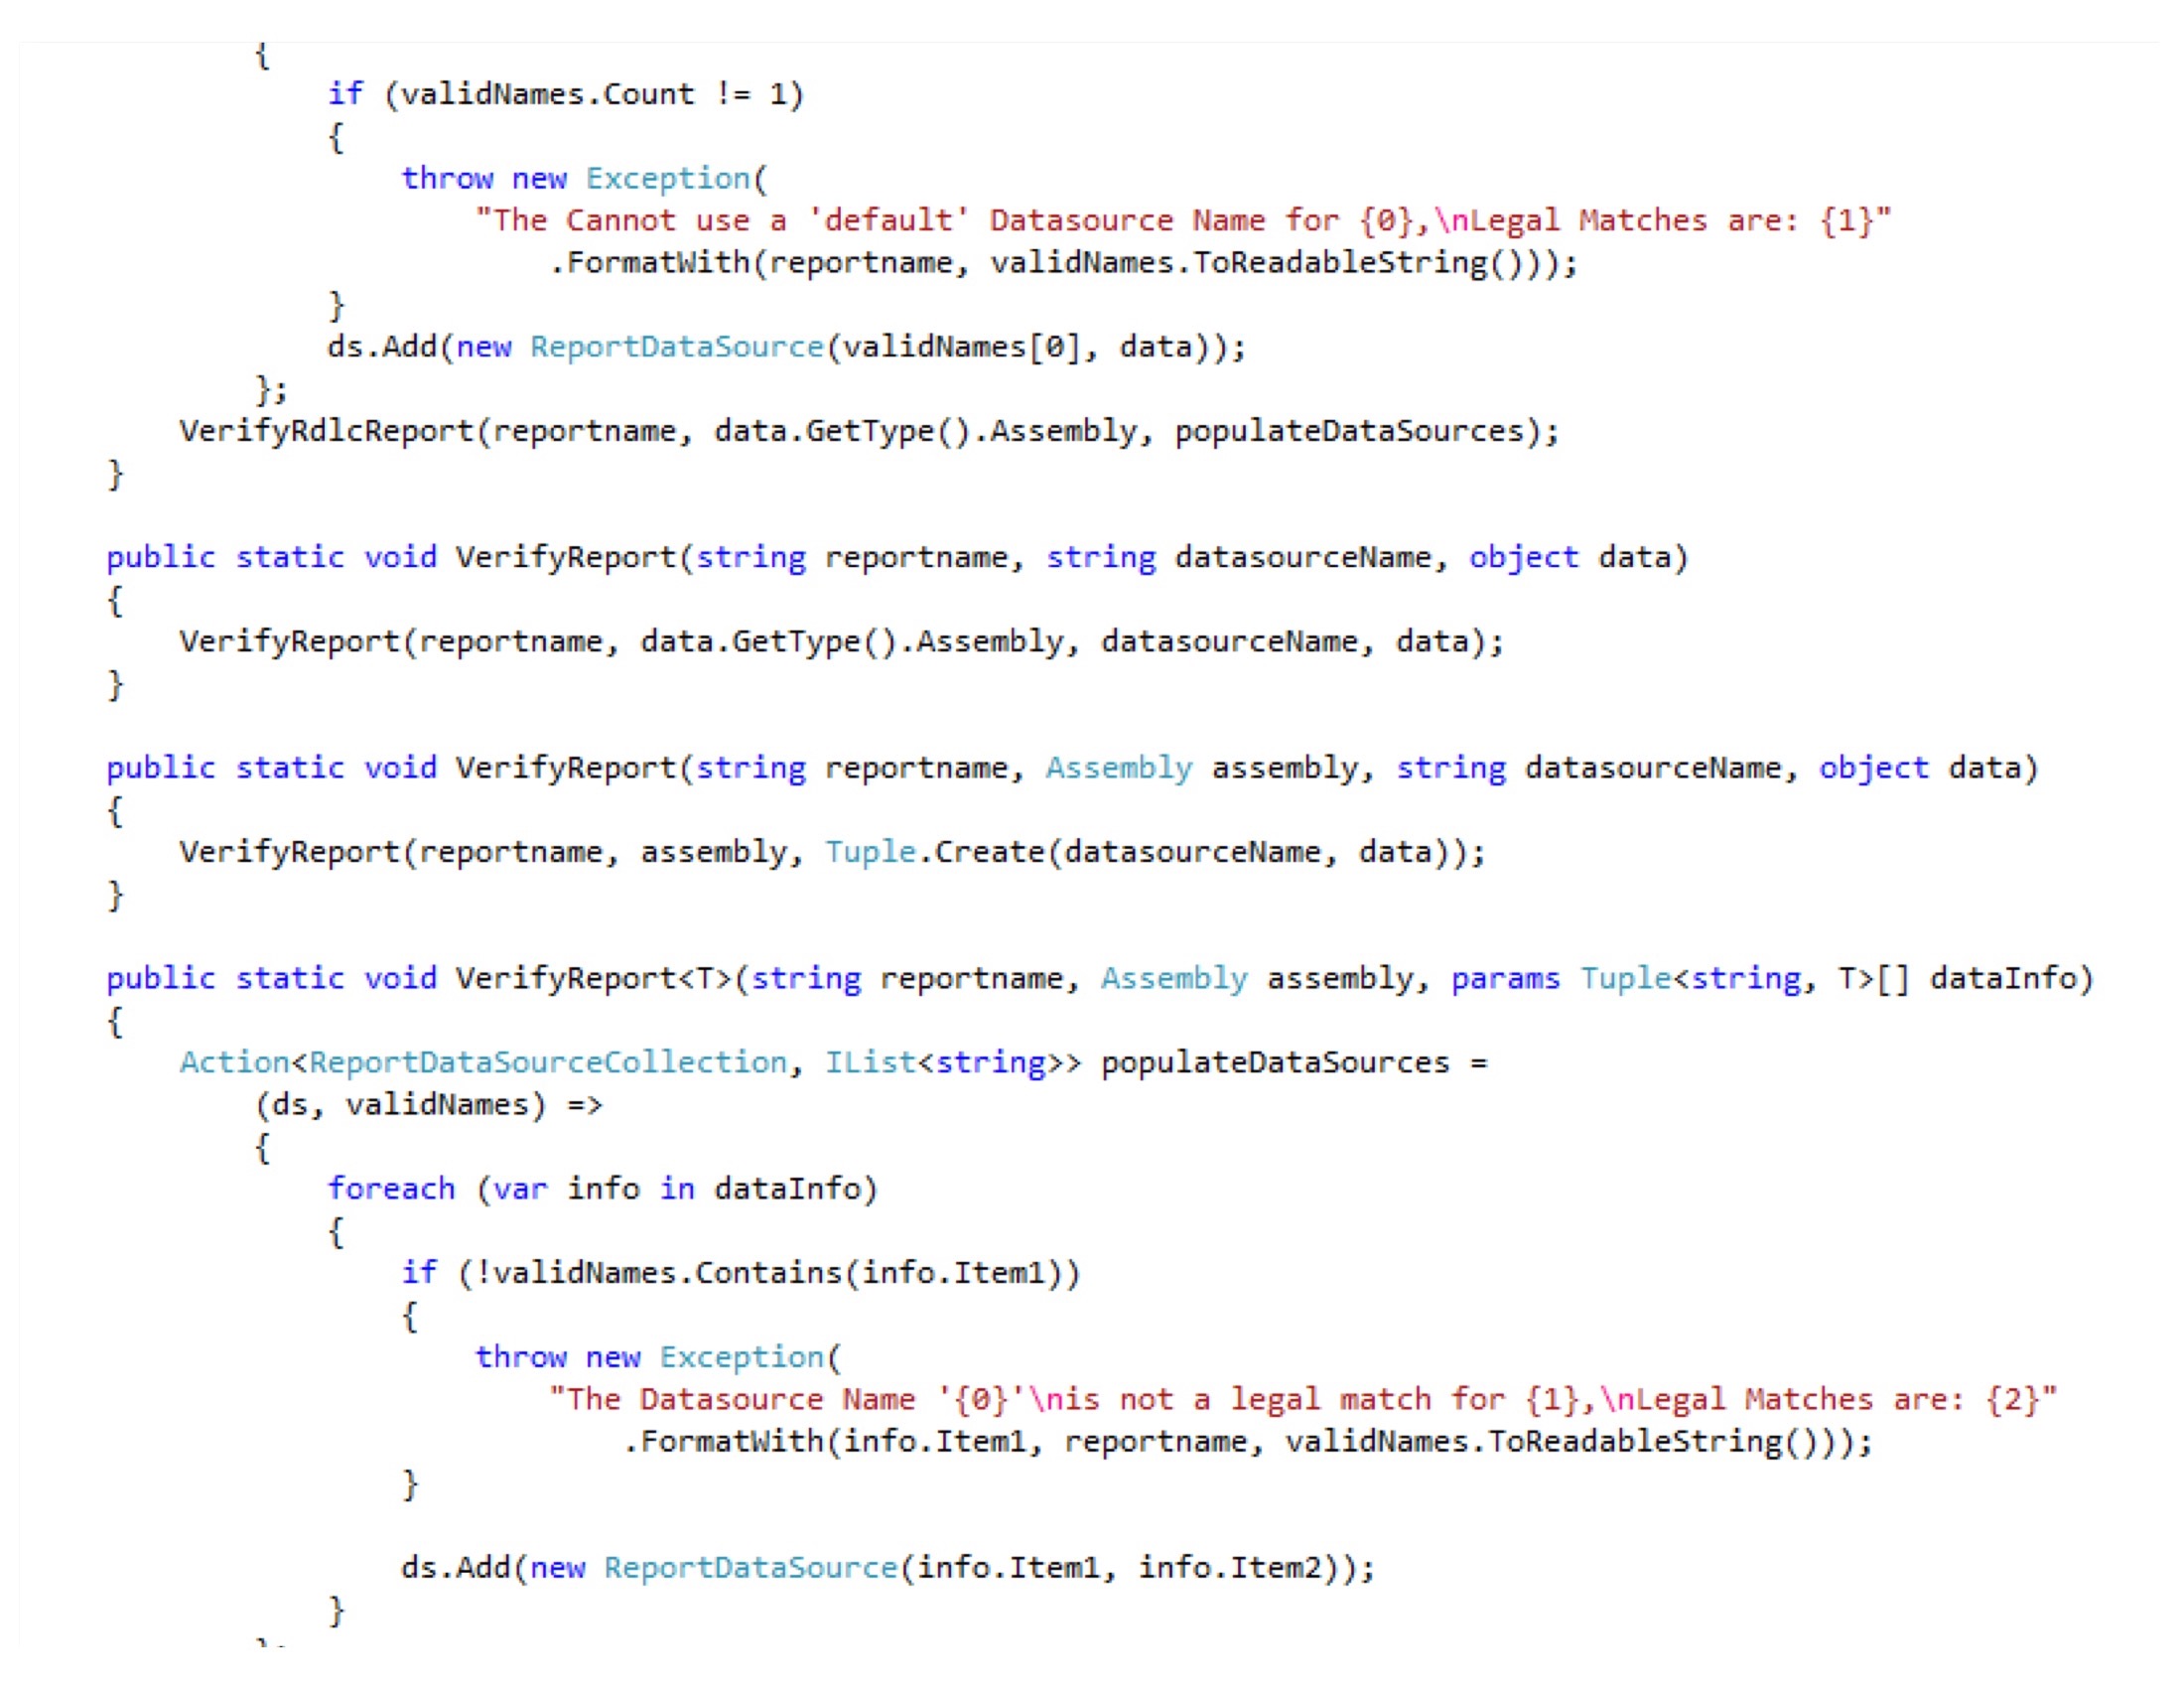 {
if (validNames.Count != 1)
{
throw new Exception(
"The Cannot use a 'default' Datasource Name for {0},\nLegal Matches are: {1}"
.FormatWith(reportname, validNames.ToReadableString()));
}
ds.Add(new ReportDataSource(validNames[0], data));
};
VerifyRdlcReport(reportname, data.GetType().Assembly, populateDataSources);
}
public static void VerifyReport(string reportname, string datasourceName, object data)
{
VerifyReport(reportname, data.GetType().Assembly, datasourceName, data);
}
public static void VerifyReport(string reportname, Assembly assembly, string datasourceName, object data)
{
VerifyReport(reportname, assembly, Tuple.Create(datasourceName, data));
}
public static void VerifyReport<T>(string reportname, Assembly assembly, params Tuple<string, T>[] dataInfo)
{
Action<ReportDataSourceCollection, IList<string>> populateDataSources =
(ds, validNames) =>
{
foreach (var info in dataInfo)
{
if (!validNames.Contains(info.Item1))
{
throw new Exception(
"The Datasource Name '{0}'\nis not a legal match for {1},\nLegal Matches are: {2}"
.FormatWith(info.Item1, reportname, validNames.ToReadableString()));
}
ds.Add(new ReportDataSource(info.Item1, info.Item2));
}